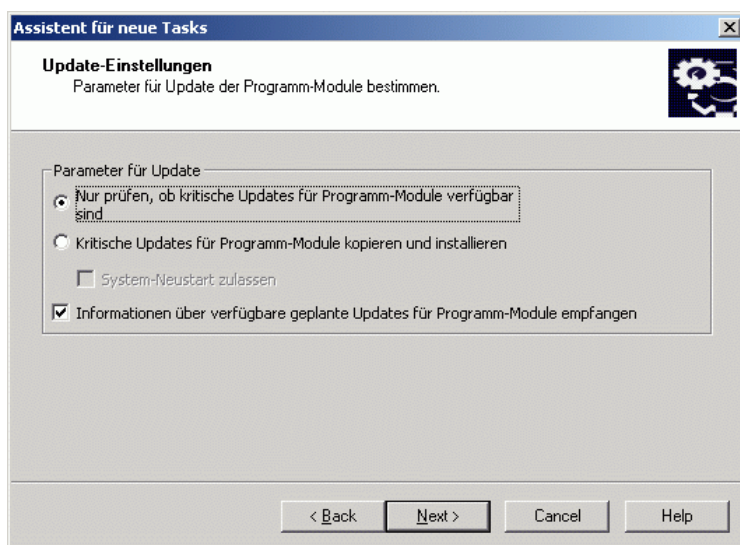 Assistent für neue Tasks
Update-Einstellungen
Parameter für Update der Programm-Module bestimmen.
Parameter für Update
Nur prüfen, ob kritische Updates für Programm-Module verfügbar
sind
Kritische Updates für Programm-Module kopieren und installieren
System-Neustart zulassen
Informationen über verfügbare geplante Updates für Programm-Module empfangen
< Back
Next >
Cancel
Help